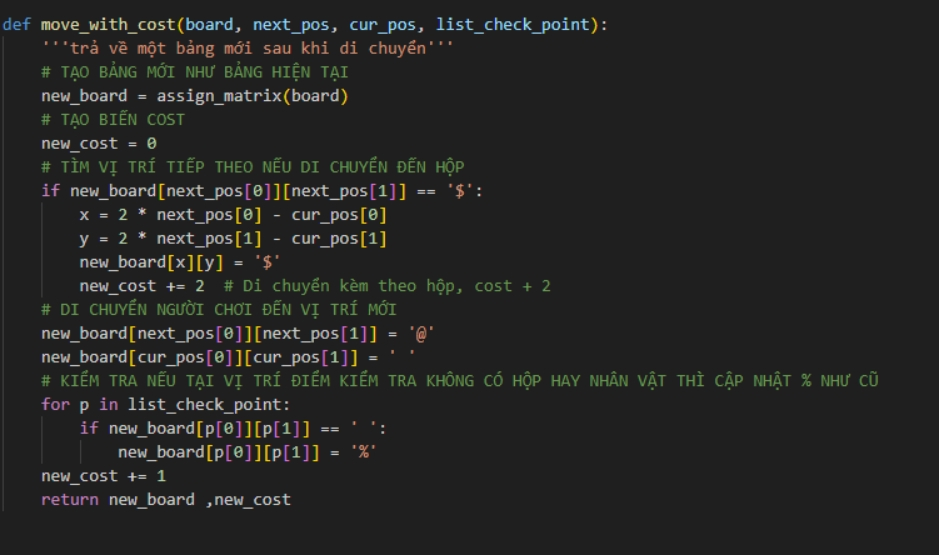 def move_with_cost(board, next_pos, cur_pos, list_check_point):
    '''trả về một bảng mới sau khi di chuyển'''
    # TẠO BẢNG MỚI NHƯ BẢNG HIỆN TẠI
    new_board = assign_matrix(board)
    # TẠO BIẾN COST
    new_cost = 0
    # TÌM VỊ TRÍ TIẾP THEO NẾU DI CHUYỂN ĐẾN HỘP
    if new_board[next_pos[0]][next_pos[1]] == '$':
        x = 2 * next_pos[0] - cur_pos[0]
        y = 2 * next_pos[1] - cur_pos[1]
        new_board[x][y] = '$'
        new_cost += 2  # Di chuyển kèm theo hộp, cost + 2
    # DI CHUYỂN NGƯỜI CHƠI ĐẾN VỊ TRÍ MỚI
    new_board[next_pos[0]][next_pos[1]] = '@'
    new_board[cur_pos[0]][cur_pos[1]] = ' '
    # KIỂM TRA NẾU TẠI VỊ TRÍ ĐIỂM KIỂM TRA KHÔNG CÓ HỘP HAY NHÂN VẬT THÌ CẬP NHẬT % NHƯ CŨ
    for p in list_check_point:
        if new_board[p[0]][p[1]] == ' ':
            new_board[p[0]][p[1]] = '%'
    new_cost += 1
    return new_board ,new_cost